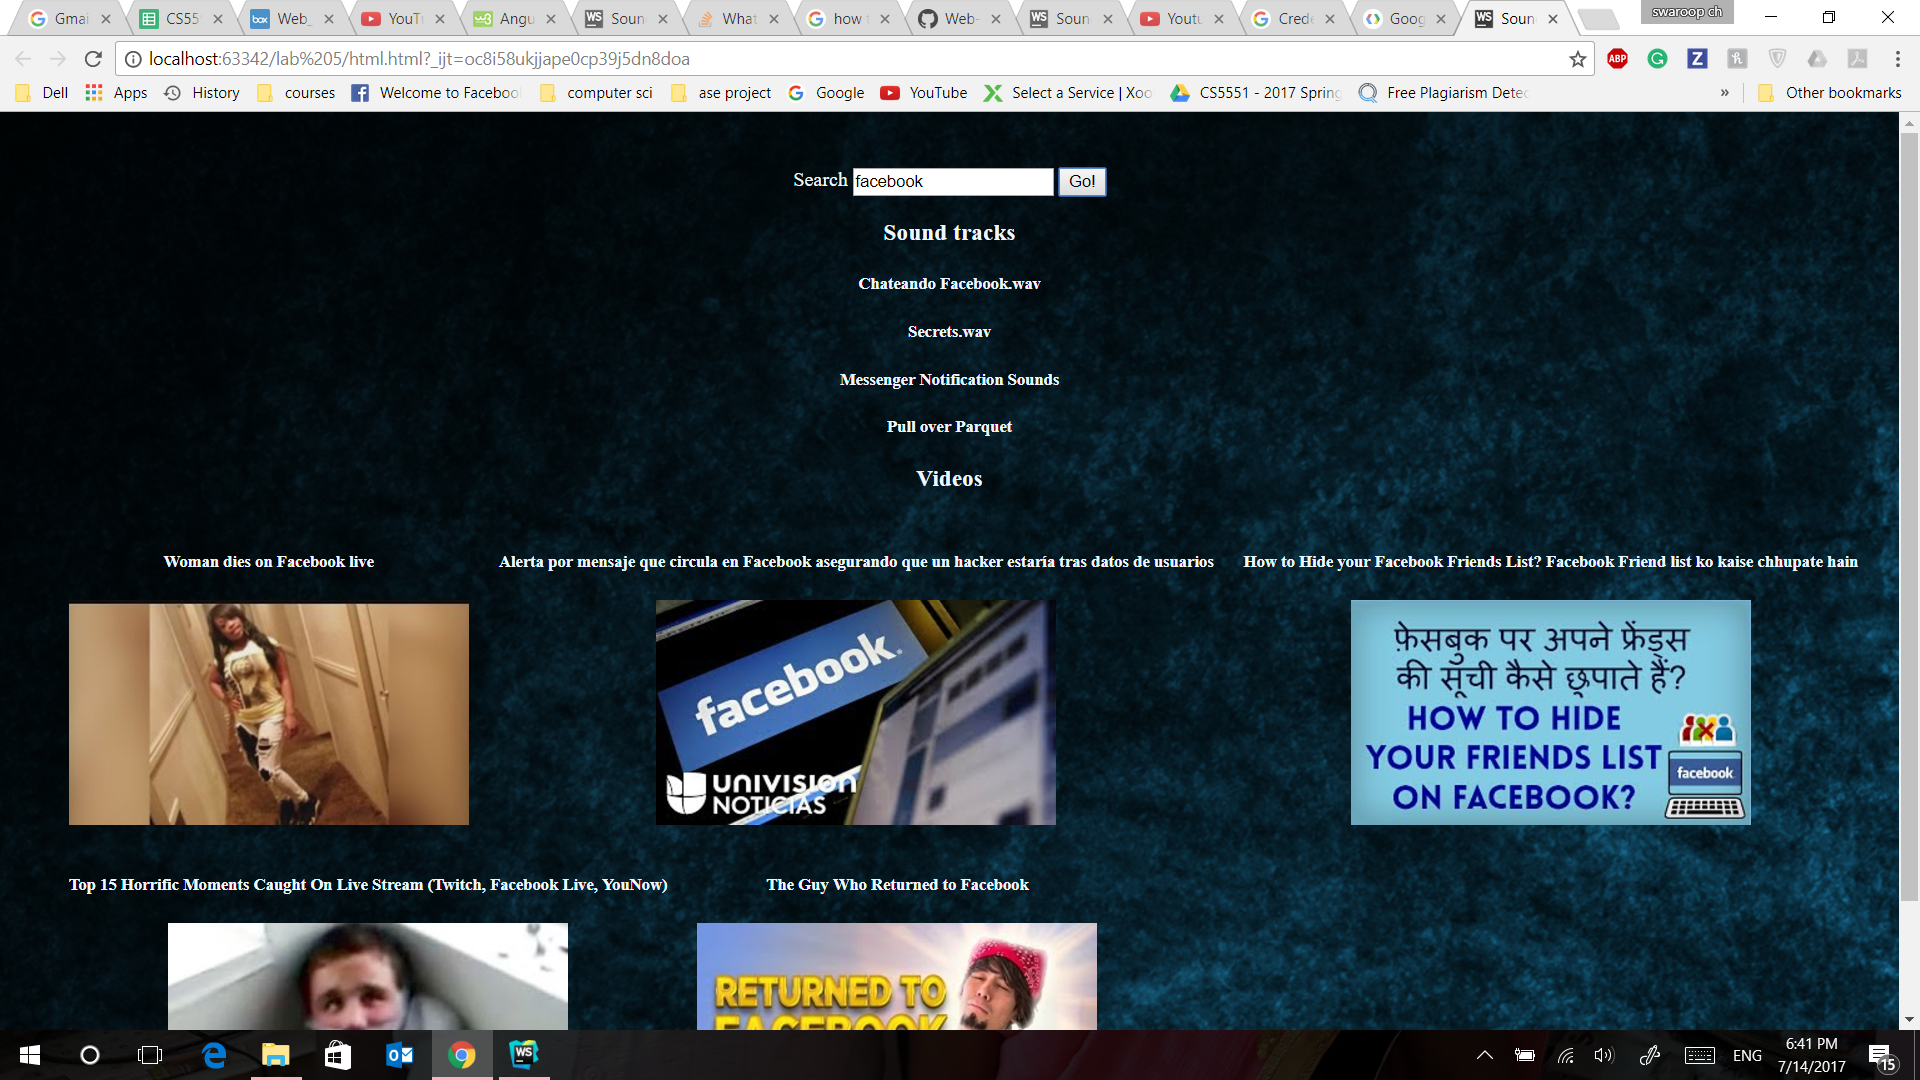 Gmai
CS55
Web_
YouTu
Angu
Soun
What
how t
Web-
Soun
Youtu
Crede
Goog
Soun
swaroop ch
localhost:63342/lab%205/html.html?_ijt=oc8i58ukjjape0cp39j5dn8doa
Dell
Apps
History
courses
Welcome to Faceboo
computer sci
ase project
Google
YouTube
Select a Service | Xoo
CS5551 - 2017 Spring
Free Plagiarism Detec
»
Other bookmarks
Search facebook Go!
Sound tracks
Chateando Facebook.wav
Secrets.wav
Messenger Notification Sounds
Pull over Parquet
Videos
Woman dies on Facebook live
Alerta por mensaje que circula en Facebook asegurando que un hacker estaría tras datos de usuarios
How to Hide your Facebook Friends List? Facebook Friend list ko kaise chhupate hain
facebook.
UNIVISION
NOTICIAS
फ़ेसबुक पर अपने फ्रेंड्स
की सूची कैसे छुपाते हैं?
HOW TO HIDE
YOUR FRIENDS LIST
ON FACEBOOK?
facebook
Top 15 Horrific Moments Caught On Live Stream (Twitch, Facebook Live, YouNow)
The Guy Who Returned to Facebook
RETURNED TO
FACEBOOK
ENG
6:41 PM
7/14/2017
15